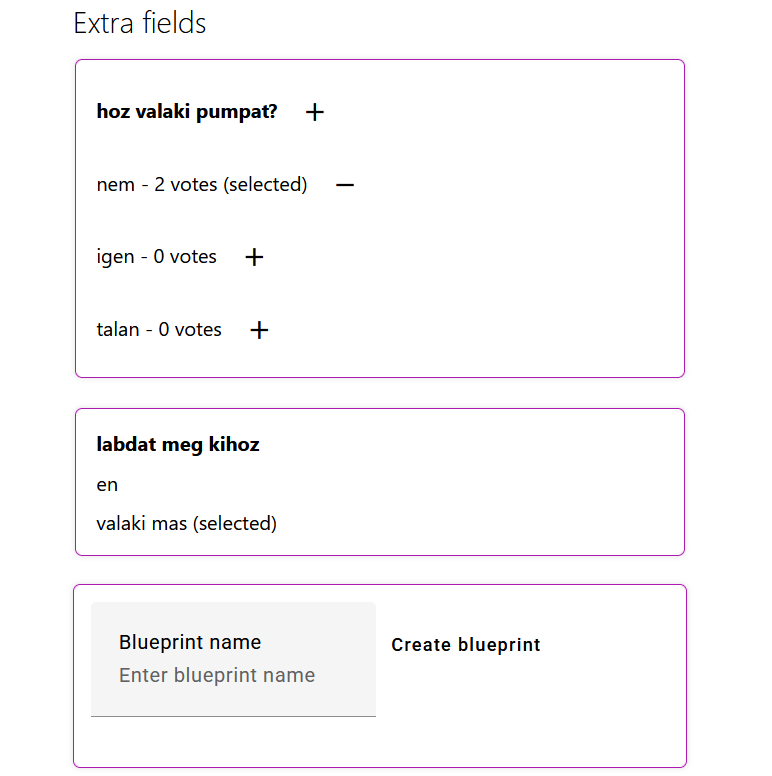 Extra fields
hoz valaki pumpat? +
nem - 2 votes (selected) −
igen - 0 votes +
talan - 0 votes +
labdat meg kihoz
en
valaki mas (selected)
Blueprint name
Create blueprint
Enter blueprint name